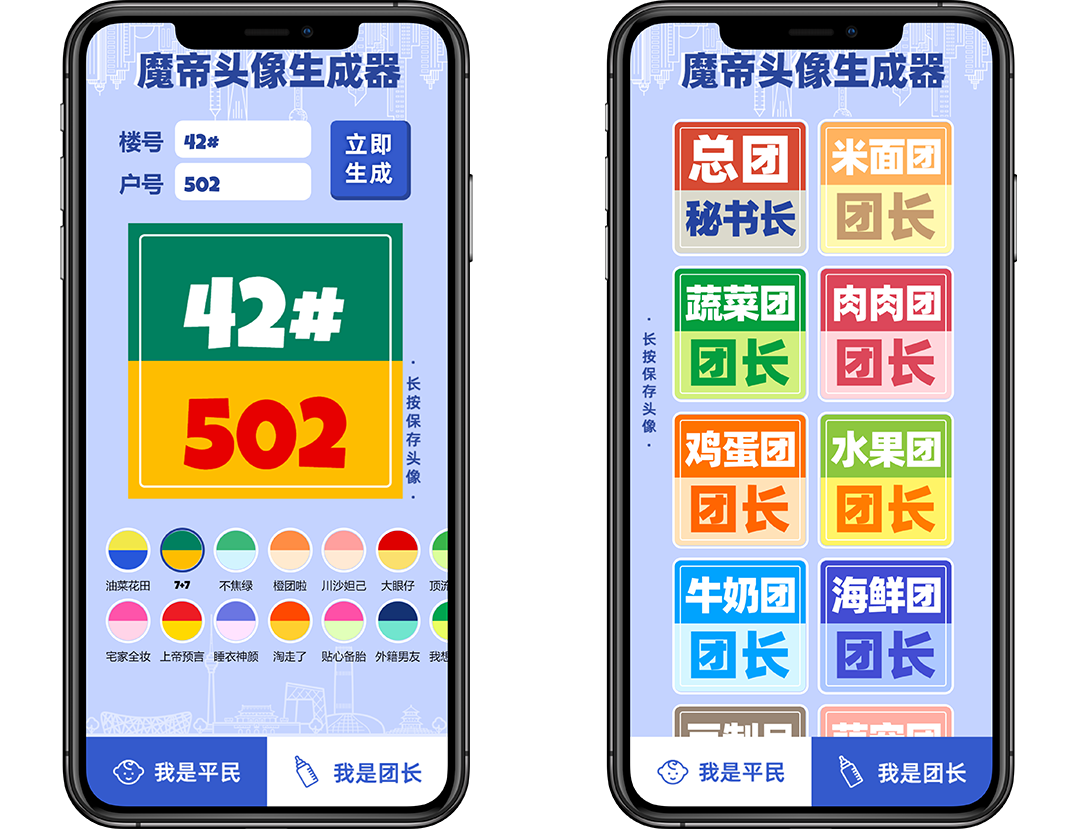 魔帝头像生成器
楼号 42#
户号 502
立即
生成
42#
502
·长按保存头像·
油菜花田 7+7 不焦绿 橙团啦 川沙妲己 大眼仔 顶流
宅家全妆 上帝预言 睡衣神颜 淘走了 贴心备胎 外籍男友 我想
我是平民 我是团长
魔帝头像生成器
·长按保存头像·
总团
秘书长
米面团
团长
蔬菜团
团长
肉肉团
团长
鸡蛋团
团长
水果团
团长
牛奶团
团长
海鲜团
团长
豆制品
我是平民 我是团长